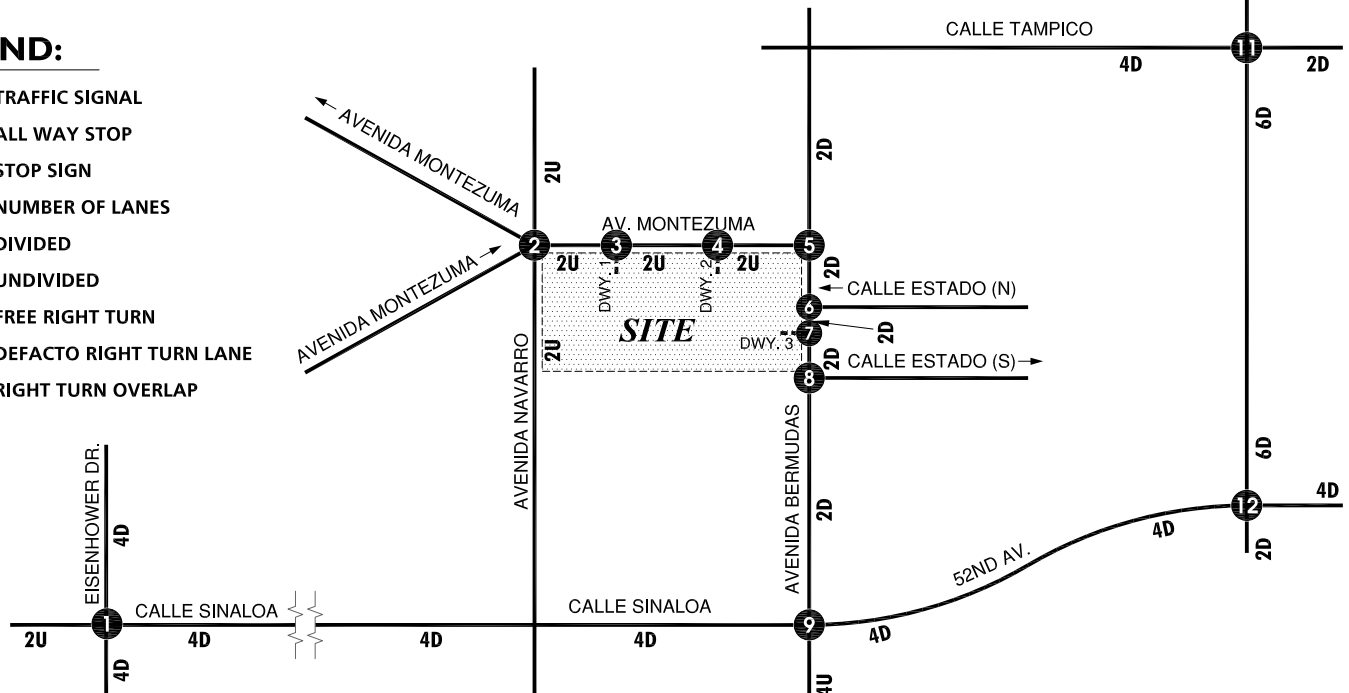 ND:
TRAFFIC SIGNAL
ALL WAY STOP
STOP SIGN
NUMBER OF LANES
DIVIDED
UNDIVIDED
FREE RIGHT TURN
DEFACTO RIGHT TURN LANE
RIGHT TURN OVERLAP
CALLE TAMPICO
11
4D
2D
6D
AVENIDA MONTEZUMA
2U
2D
AV. MONTEZUMA
2
3
4
5
2U
2U
2U
2D
AVENIDA MONTEZUMA
DWY. 1
DWY. 2
CALLE ESTADO (N)
6
SITE
2D
7
DWY. 3
2U
2D
CALLE ESTADO (S)
8
AVENIDA NAVARRO
AVENIDA BERMUDAS
2D
6D
EISENHOWER DR.
4D
12
4D
4D
2D
52ND AV.
1
CALLE SINALOA
CALLE SINALOA
9
2U
4D
4D
4D
4D
4D
4U